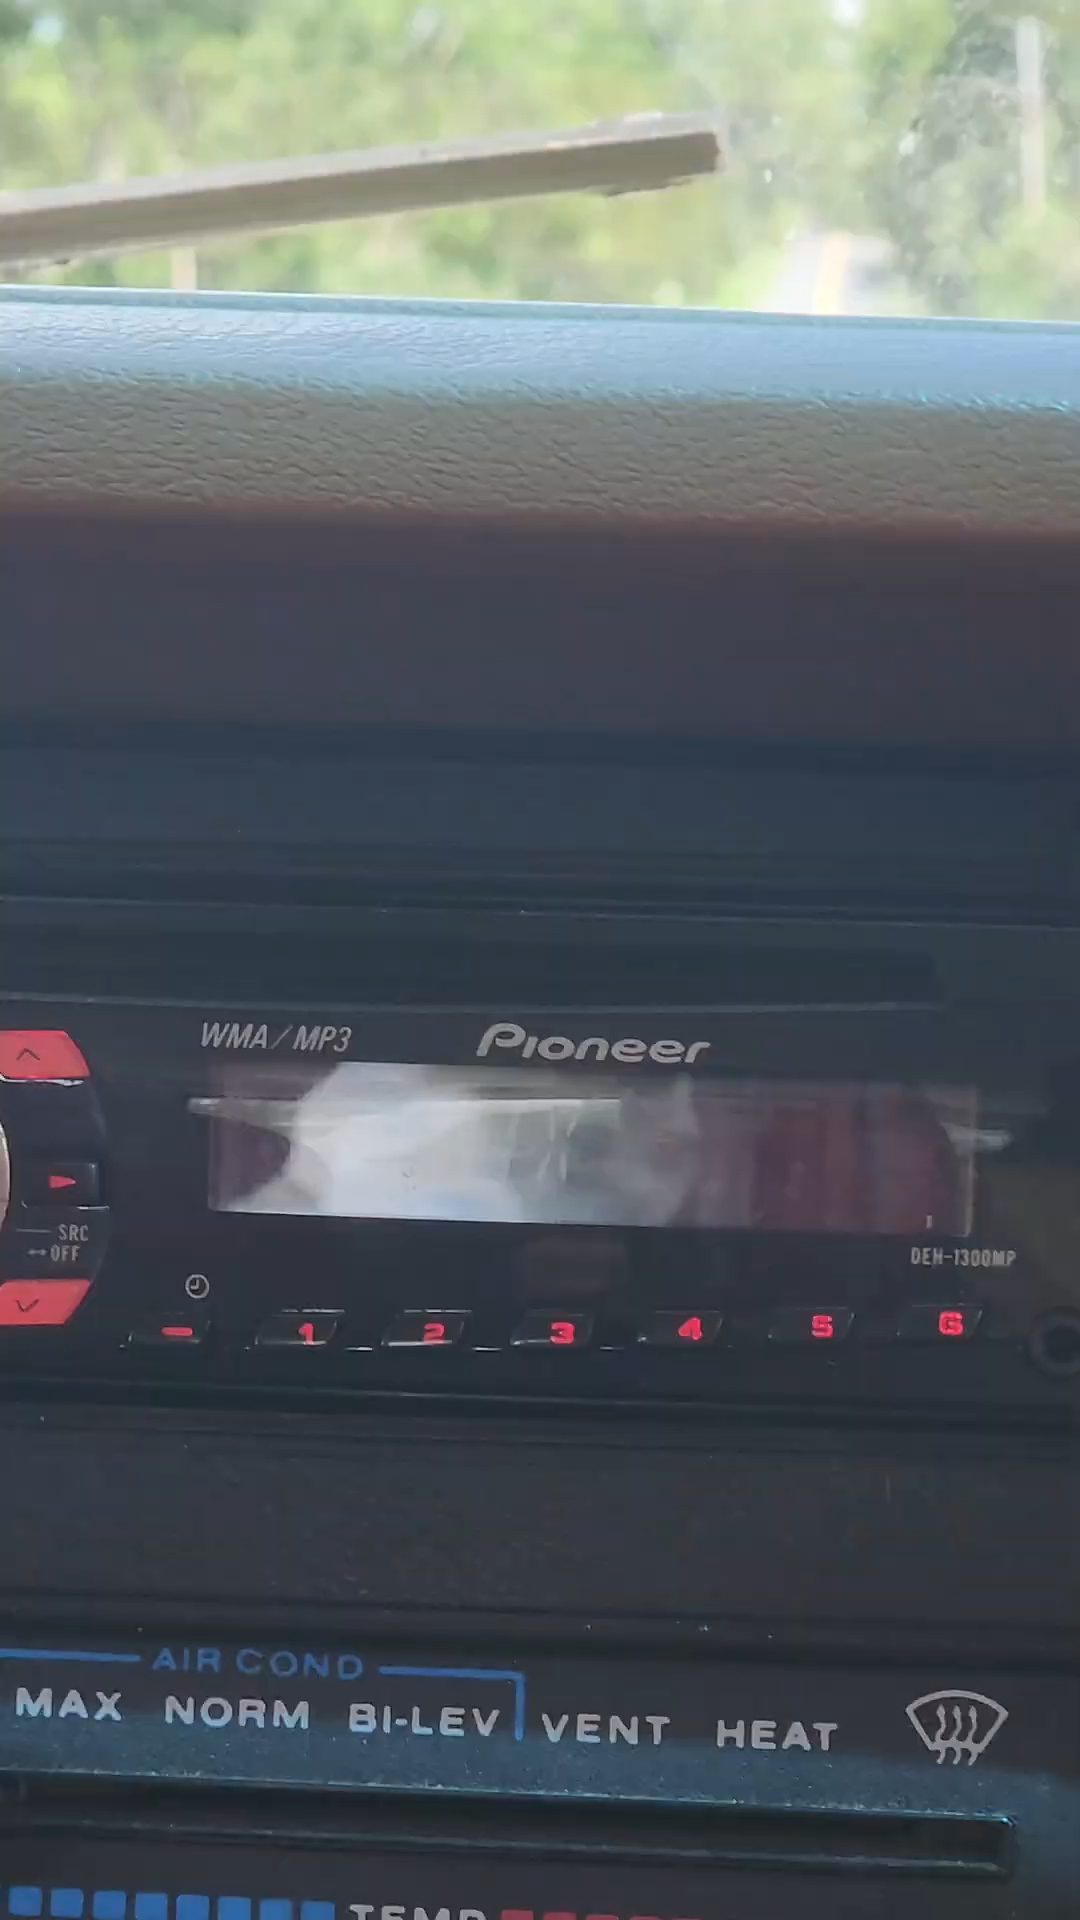 WMA/MP3 Pioneer
SRC
OFF
DEH-1300MP
1 2 3 4 5 6
AIR COND
MAX NORM BI-LEV VENT HEAT
TEMP